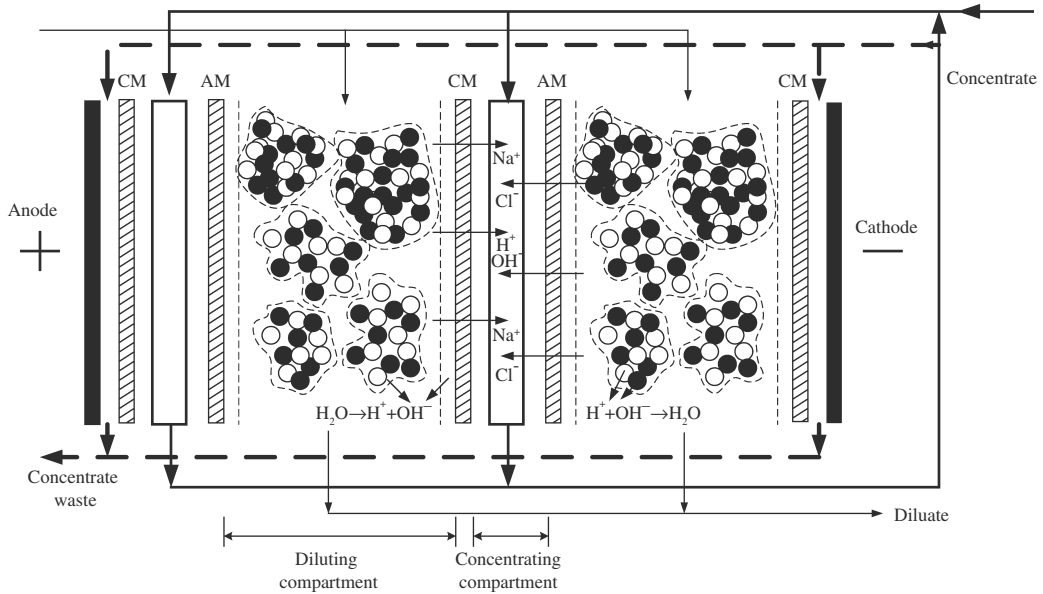 CM
AM
CM
AM
CM
Concentrate
Na⁺
Cl⁻
Anode
+
H⁺
OH⁻
Cathode
−
Na⁺
Cl⁻
H₂O→H⁺+OH⁻
H⁺+OH⁻→H₂O
Concentrate
waste
Diluate
Diluting
compartment
Concentrating
compartment